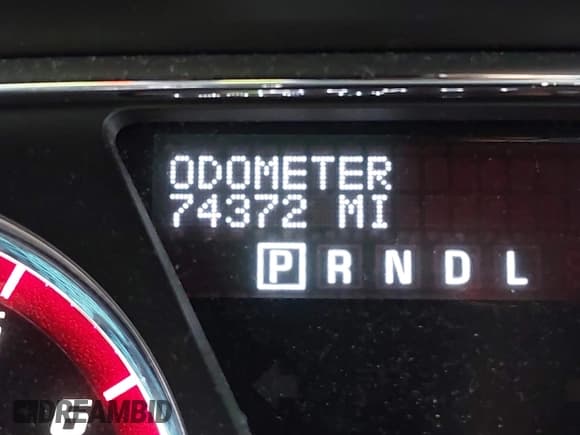 ODOMETER
74372 MI
P R N D L
DREAMBID